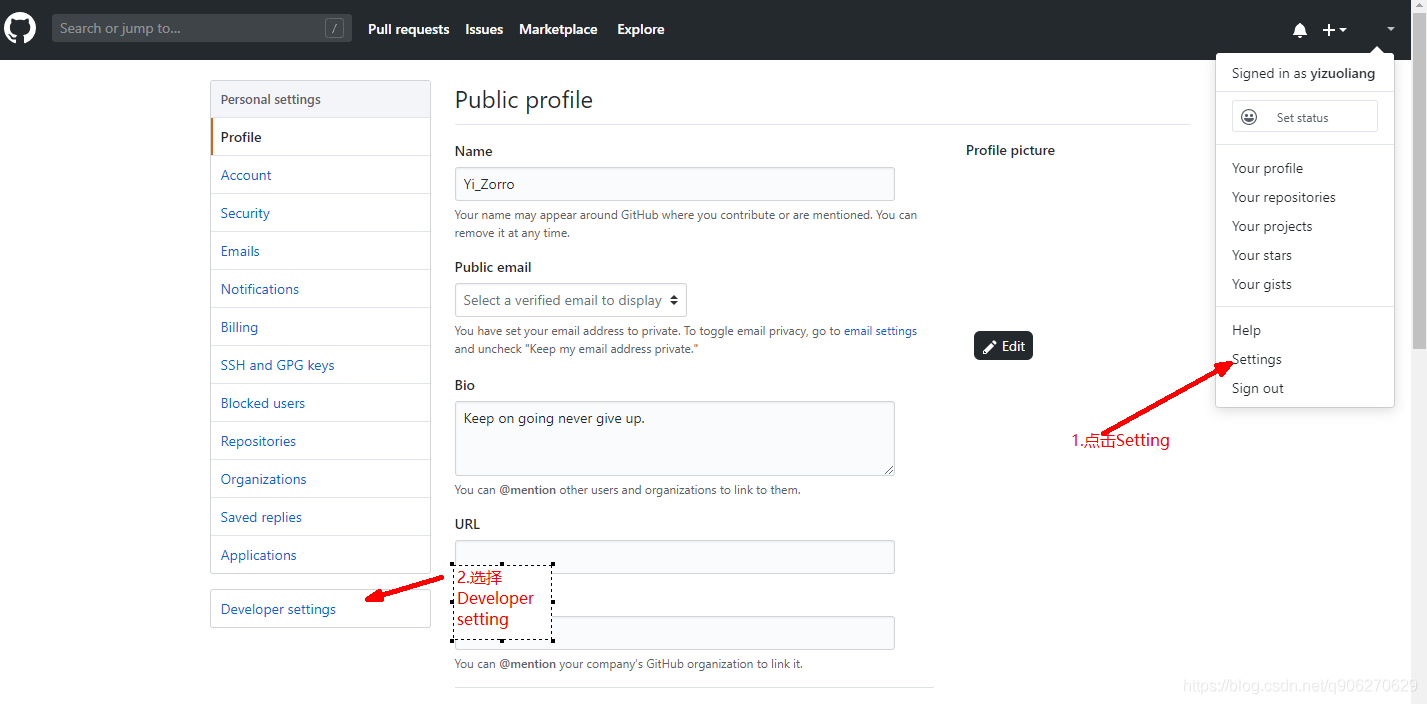 Search or jump to...
/
Pull requests
Issues
Marketplace
Explore
Signed in as yizuoliang
Set status
Your profile
Your repositories
Your projects
Your stars
Your gists
Help
Settings
Sign out
Personal settings
Profile
Account
Security
Emails
Notifications
Billing
SSH and GPG keys
Blocked users
Repositories
Organizations
Saved replies
Applications
Developer settings
Public profile
Name
Yi_Zorro
Your name may appear around GitHub where you contribute or are mentioned. You can
remove it at any time.
Public email
Select a verified email to display
You have set your email address to private. To toggle email privacy, go to email settings
and uncheck "Keep my email address private."
Bio
Keep on going never give up.
You can @mention other users and organizations to link to them.
URL
You can @mention your company's GitHub organization to link it.
Profile picture
Edit
1.点击Setting
2.选择
Developer
setting
https://blog.csdn.net/q906270629